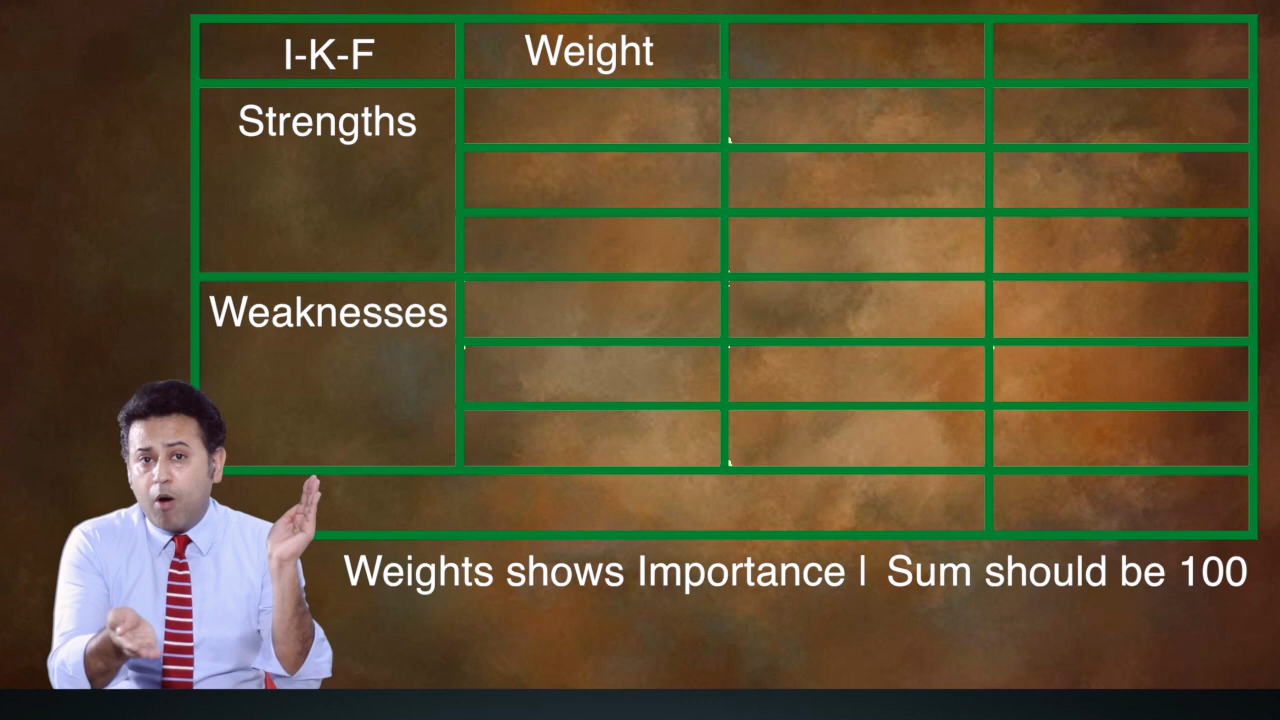 I-K-F
Weight
Strengths
Weaknesses
Weights shows Importance | Sum should be 100